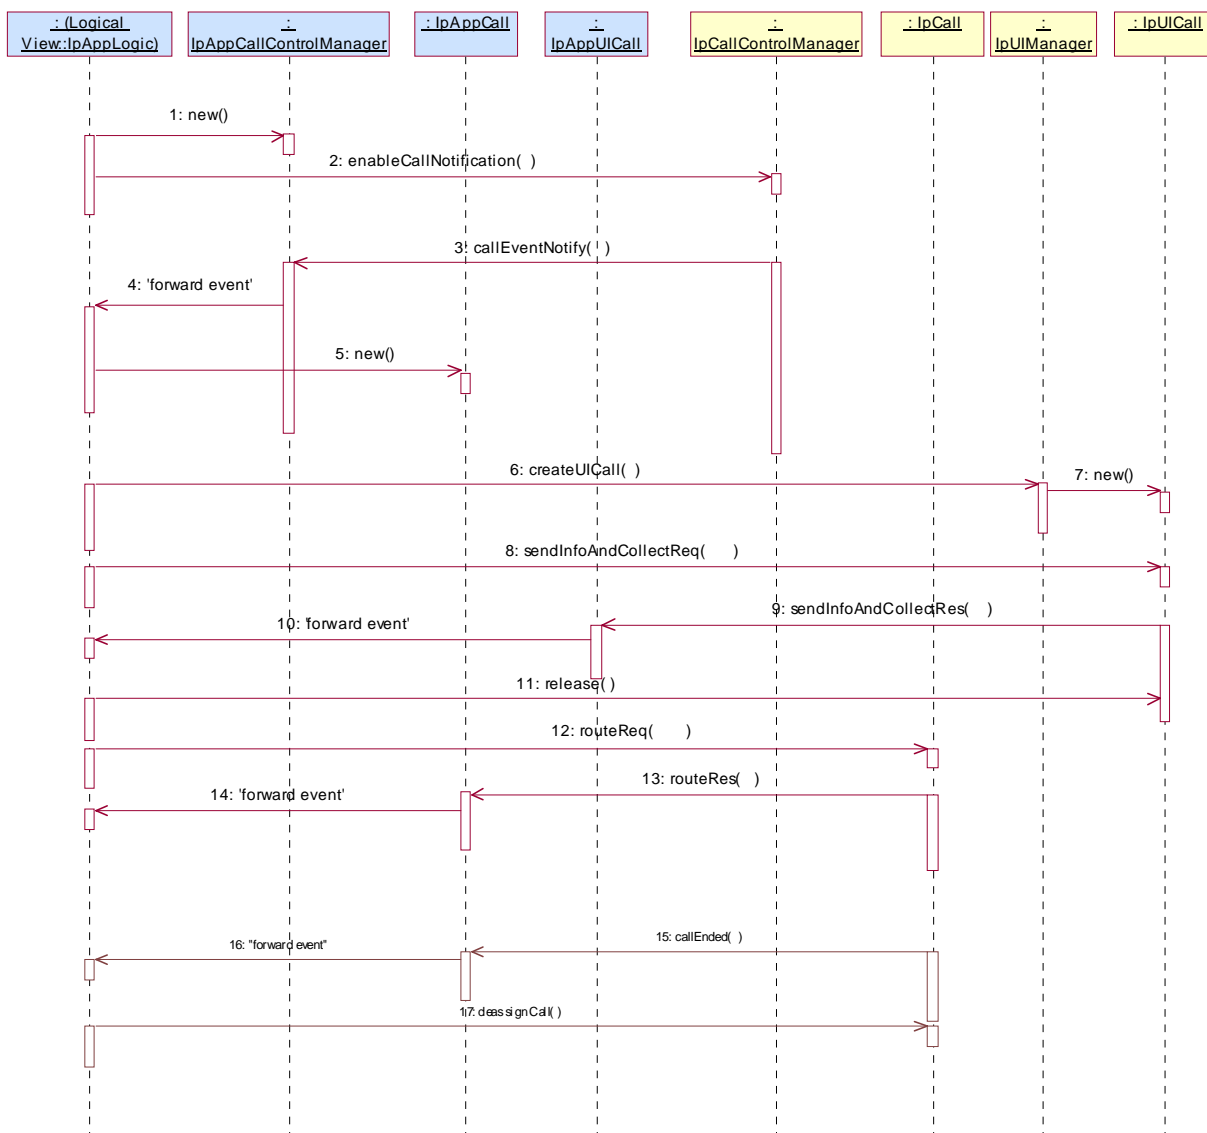 : (Logical
View::IpAppLogic)
:
IpAppCallControlManager
: IpAppCall
:
IpAppUICall
:
IpCallControlManager
: IpCall
:
IpUIManager
: IpUICall
1: new()
2: enableCallNotification( )
3: callEventNotify( )
4: 'forward event'
5: new()
6: createUICall( )
7: new()
8: sendInfoAndCollectReq( )
9: sendInfoAndCollectRes( )
10: 'forward event'
11: release( )
12: routeReq( )
13: routeRes( )
14: 'forward event'
15: callEnded( )
16: "forward event"
17: deassignCall( )